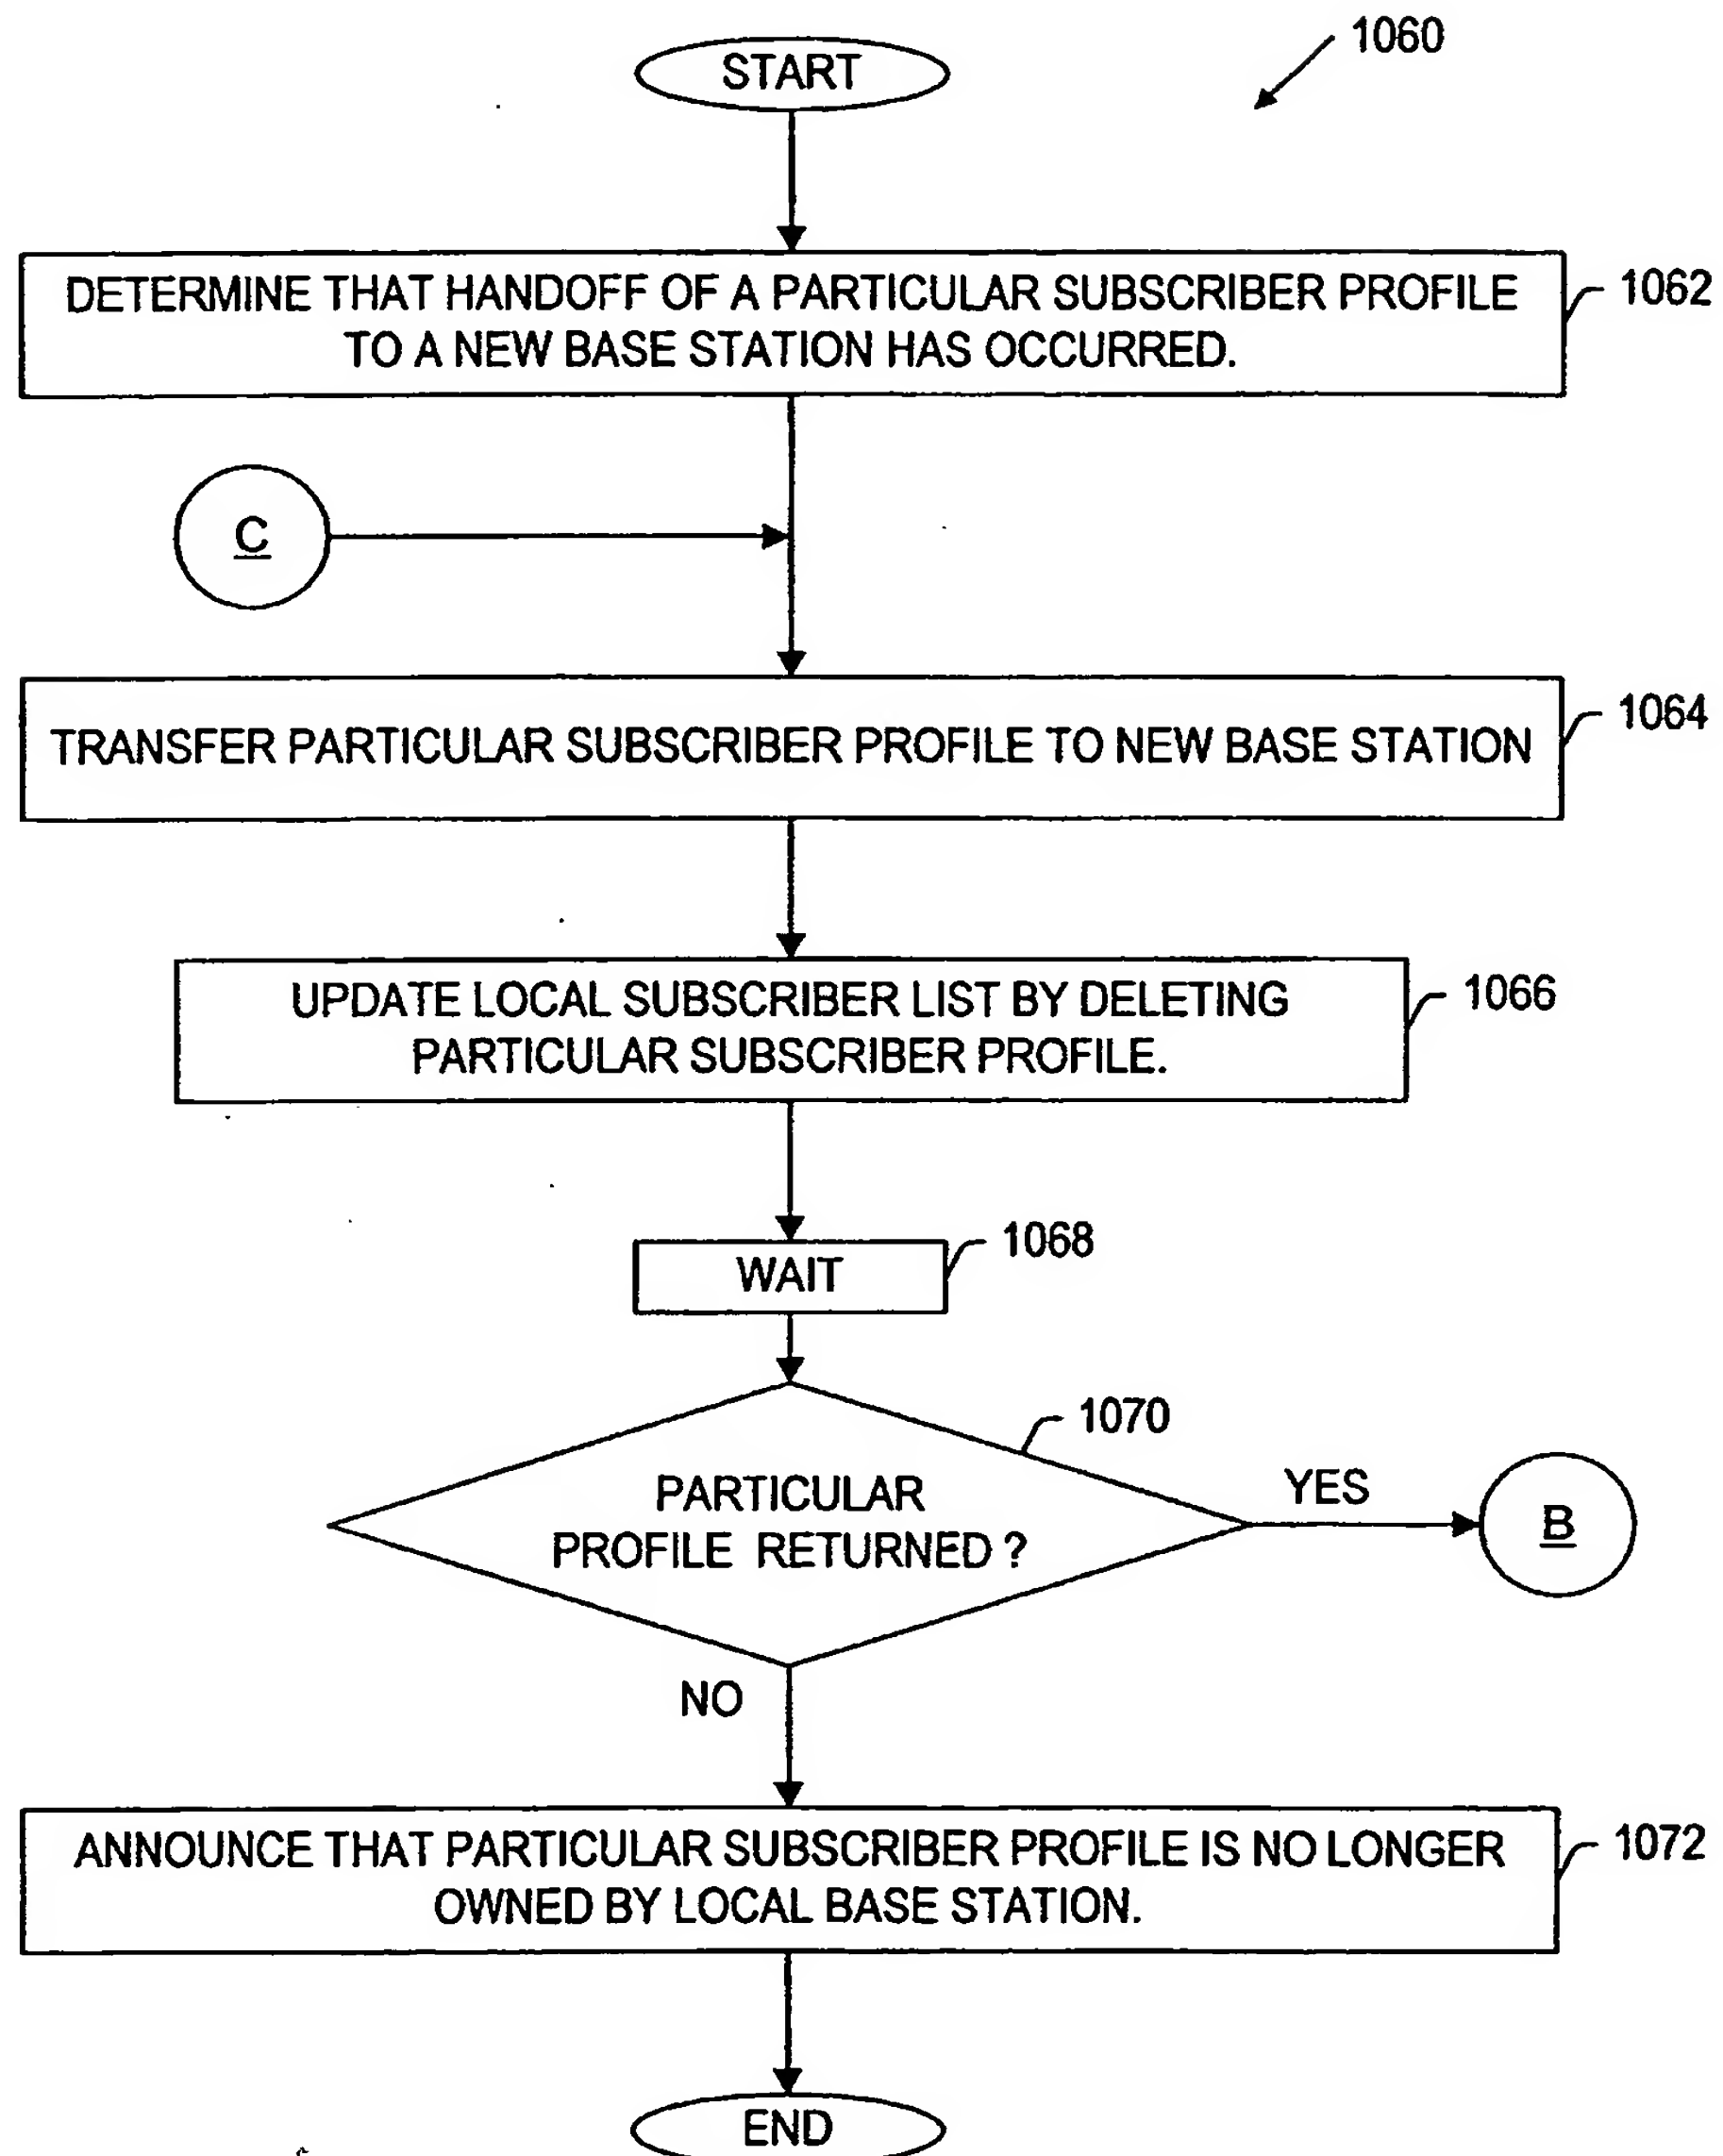 START
1060
DETERMINE THAT HANDOFF OF A PARTICULAR SUBSCRIBER PROFILE
TO A NEW BASE STATION HAS OCCURRED.
1062
C
TRANSFER PARTICULAR SUBSCRIBER PROFILE TO NEW BASE STATION
1064
UPDATE LOCAL SUBSCRIBER LIST BY DELETING
PARTICULAR SUBSCRIBER PROFILE.
1066
WAIT
1068
PARTICULAR
PROFILE RETURNED ?
1070
YES
B
NO
ANNOUNCE THAT PARTICULAR SUBSCRIBER PROFILE IS NO LONGER
OWNED BY LOCAL BASE STATION.
1072
END